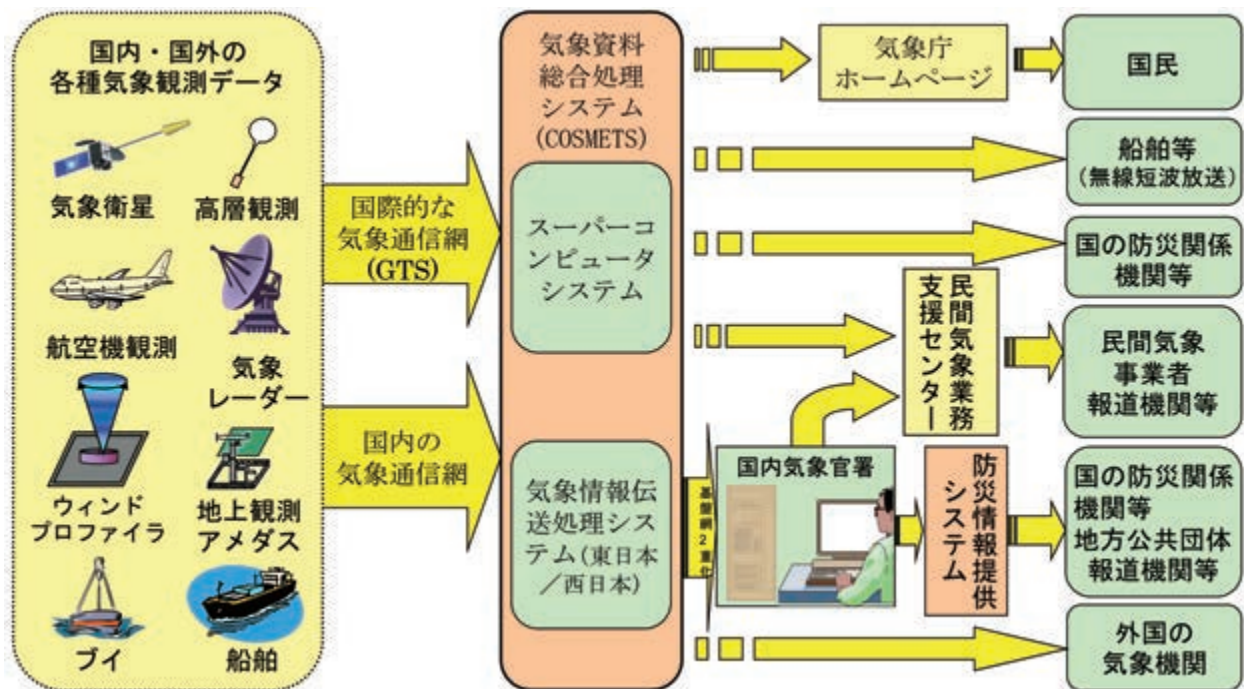 国内・国外の
各種気象観測データ
気象衛星
高層観測
航空機観測
気象
レーダー
ウィンド
プロファイラ
地上観測
アメダス
ブイ
船舶
国際的な
気象通信網
(GTS)
国内の
気象通信網
気象資料
総合処理
システム
(COSMETS)
スーパーコ
ンピュータ
システム
気象情報伝
送処理シス
テム(東日本
/西日本)
基盤網2重化
国内気象官署
気象庁
ホームページ
民間気象業務
支援センター
防災情報提供
システム
国民
船舶等
(無線短波放送)
国の防災関係
機関等
民間気象
事業者
報道機関等
国の防災関係
機関等
地方公共団体
報道機関等
外国の
気象機関